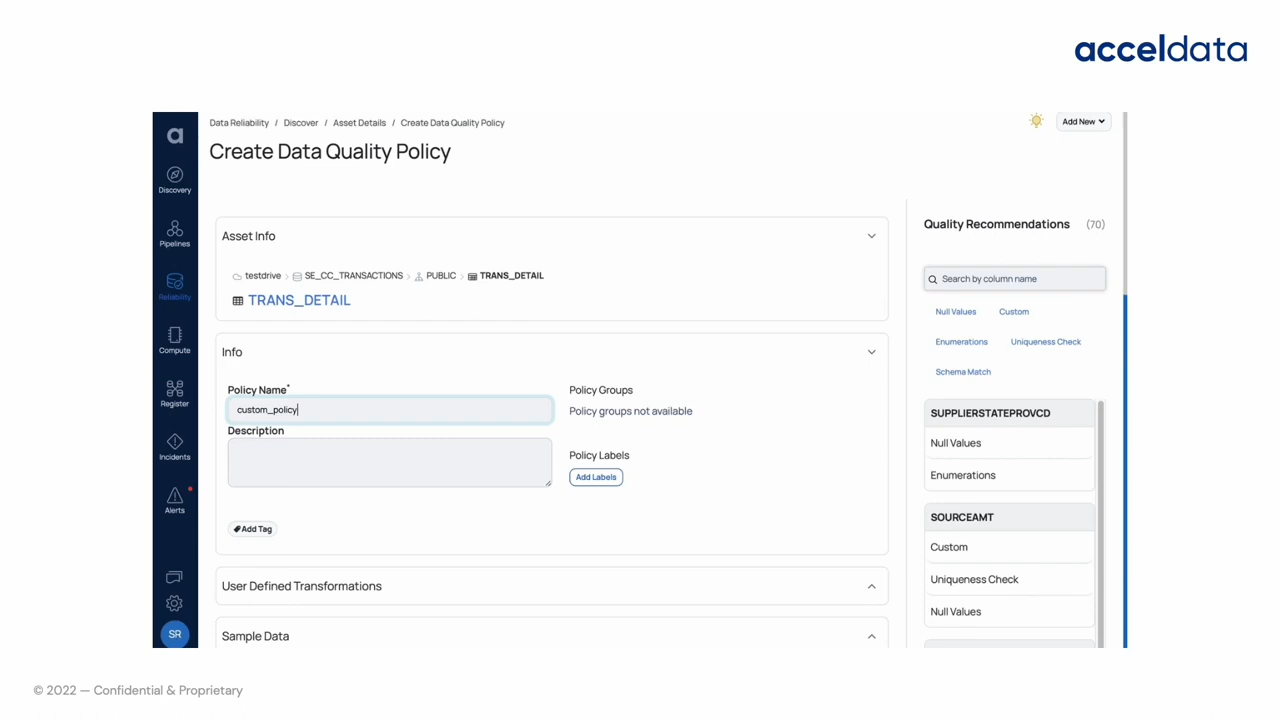 acceldata
Data Reliability / Discover / Asset Details / Create Data Quality Policy
Add New
Create Data Quality Policy
Discovery
Pipelines
Reliability
Compute
Register
Incidents
Alerts
SR
Asset Info
testdrive > SE_CC_TRANSACTIONS > PUBLIC > TRANS_DETAIL
TRANS_DETAIL
Info
Policy Name*
custom_policy
Description
Add Tag
Policy Groups
Policy groups not available
Policy Labels
Add Labels
User Defined Transformations
Sample Data
Quality Recommendations (70)
Search by column name
Null Values Custom
Enumerations Uniqueness Check
Schema Match
SUPPLIERSTATEPROVCD
Null Values
Enumerations
SOURCEAMT
Custom
Uniqueness Check
Null Values
© 2022 — Confidential & Proprietary